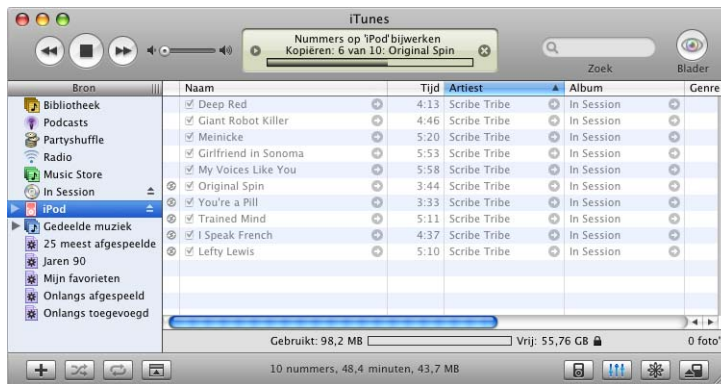 iTunes
Nummers op 'iPod' bijwerken
Kopiëren: 6 van 10: Original Spin
Zoek
Blader
Bron
Naam Tijd Artiest Album Genre
Bibliotheek
Podcasts
Partyshuffle
Radio
Music Store
In Session
iPod
Gedeelde muziek
25 meest afgespeelde
Jaren 90
Mijn favorieten
Onlangs afgespeeld
Onlangs toegevoegd
Deep Red 4:13 Scribe Tribe In Session
Giant Robot Killer 4:46 Scribe Tribe In Session
Meinicke 5:20 Scribe Tribe In Session
Girlfriend in Sonoma 5:53 Scribe Tribe In Session
My Voices Like You 5:58 Scribe Tribe In Session
Original Spin 3:44 Scribe Tribe In Session
You're a Pill 3:33 Scribe Tribe In Session
Trained Mind 5:11 Scribe Tribe In Session
I Speak French 4:37 Scribe Tribe In Session
Lefty Lewis 5:10 Scribe Tribe In Session
Gebruikt: 98,2 MB Vrij: 55,76 GB 0 foto'
10 nummers, 48,4 minuten, 43,7 MB